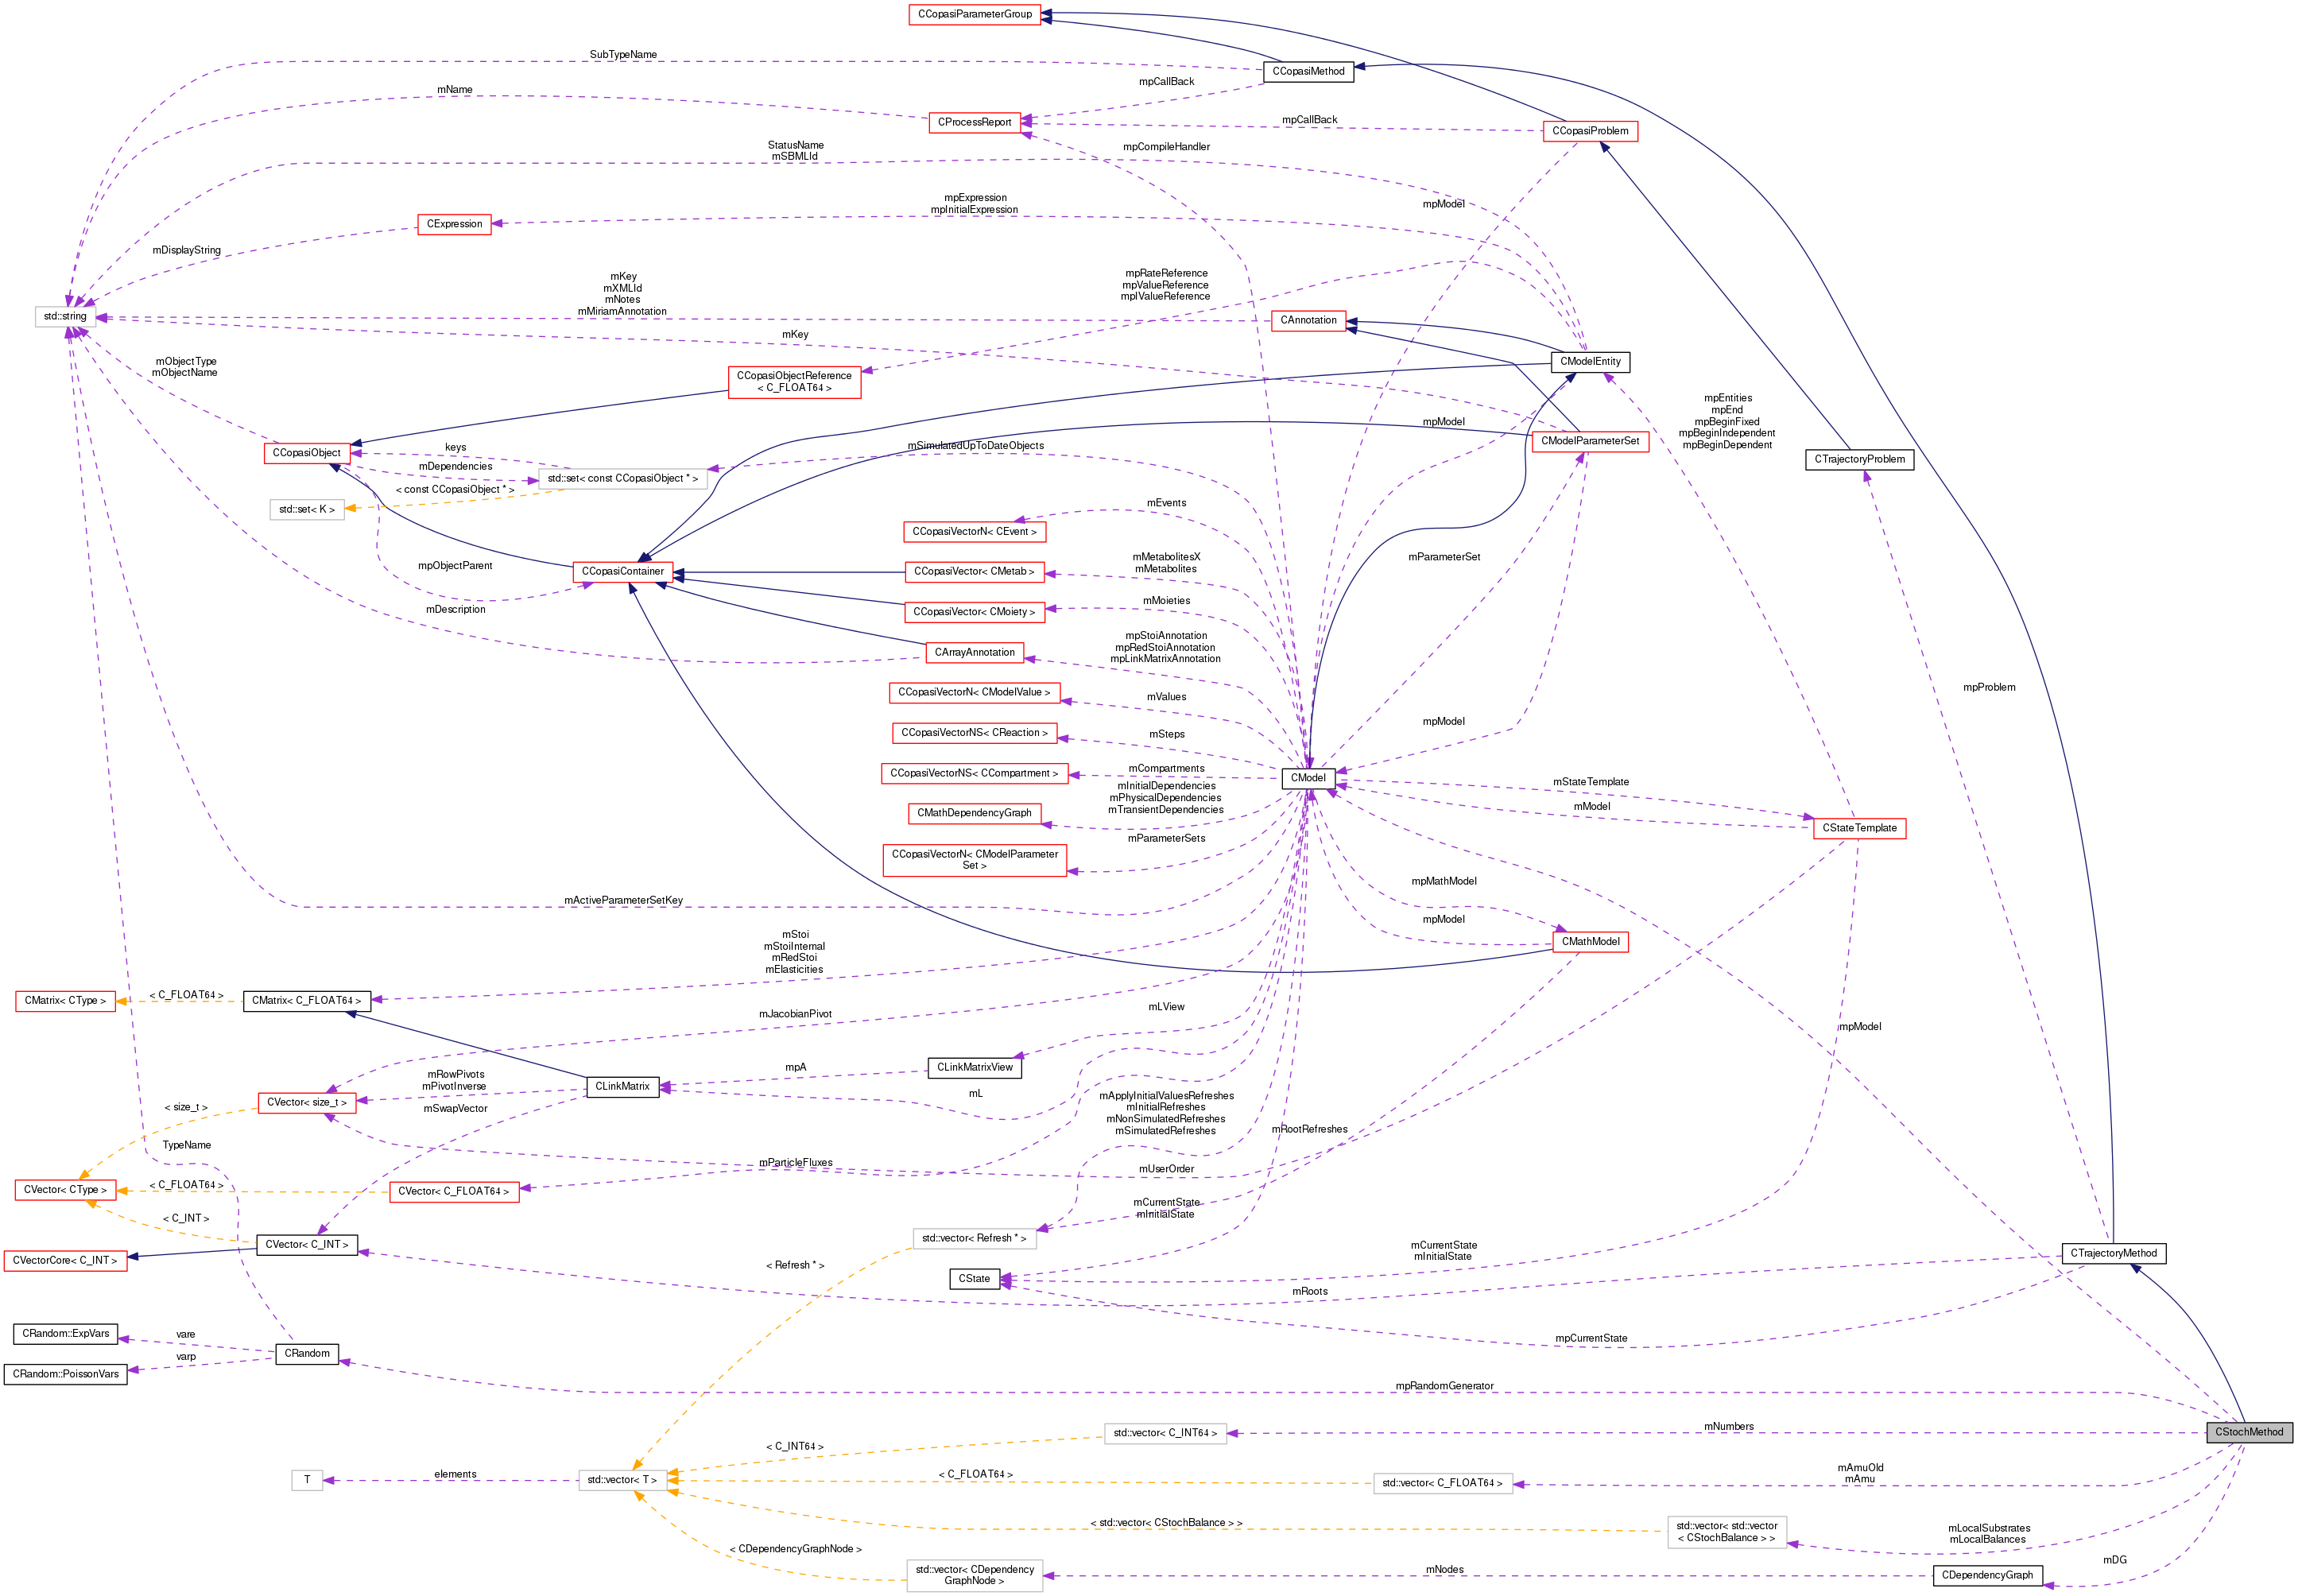 CCopasiParameterGroup
SubTypeName
CCopasiMethod
mpCallBack
mName
CProcessReport
mpCallBack
CCopasiProblem
StatusName
mSBMLId
mpCompileHandler
mpExpression
mpInitialExpression
mpModel
CExpression
mDisplayString
mKey
mXMLId
mNotes
mMiriamAnnotation
mpRateReference
mpValueReference
mpIValueReference
std::string
CAnnotation
mKey
mObjectType
mObjectName
CCopasiObjectReference
< C_FLOAT64 >
CModelEntity
mpEntities
mpEnd
mpBeginFixed
mpBeginIndependent
mpBeginDependent
mpModel
CModelParameterSet
CTrajectoryProblem
CCopasiObject
keys
mSimulatedUpToDateObjects
mDependencies
std::set< const CCopasiObject * >
< const CCopasiObject * >
std::set< K >
mEvents
CCopasiVectorN< CEvent >
mpObjectParent
CCopasiContainer
mMetabolitesX
mMetabolites
CCopasiVector< CMetab >
mParameterSet
mDescription
CCopasiVector< CMoiety >
mMoieties
CArrayAnnotation
mpStoiAnnotation
mpRedStoiAnnotation
mpLinkMatrixAnnotation
mpProblem
CCopasiVectorN< CModelValue >
mValues
CCopasiVectorNS< CReaction >
mSteps
mpModel
CCopasiVectorNS< CCompartment >
mCompartments
CModel
mStateTemplate
mModel
CStateTemplate
mInitialDependencies
mPhysicalDependencies
mTransientDependencies
CMathDependencyGraph
mParameterSets
CCopasiVectorN< CModelParameter
Set >
mpMathModel
mpModel
CMathModel
mActiveParameterSetKey
mStoi
mStoiInternal
mRedStoi
mElasticities
CMatrix< CType >
< C_FLOAT64 >
CMatrix< C_FLOAT64 >
mJacobianPivot
mLView
mpModel
CLinkMatrixView
mpA
CLinkMatrix
mRowPivots
mPivotInverse
mSwapVector
mL
CVector< size_t >
< size_t >
mApplyInitialValuesRefreshes
mInitialRefreshes
mNonSimulatedRefreshes
mSimulatedRefreshes
mRootRefreshes
TypeName
mParticleFluxes
mUserOrder
CVector< CType >
< C_FLOAT64 >
CVector< C_FLOAT64 >
< C_INT >
mCurrentState
mInitialState
CVector< C_INT >
CVectorCore< C_INT >
std::vector< Refresh * >
< Refresh * >
CState
mCurrentState
mInitialState
CTrajectoryMethod
mRoots
mpCurrentState
CRandom::ExpVars
vare
CRandom
varp
CRandom::PoissonVars
mpRandomGenerator
std::vector< C_INT64 >
mNumbers
CStochMethod
< C_INT64 >
T
elements
std::vector< T >
< C_FLOAT64 >
std::vector< C_FLOAT64 >
mAmuOld
mAmu
< std::vector< CStochBalance > >
std::vector< std::vector
< CStochBalance > >
mLocalSubstrates
mLocalBalances
< CDependencyGraphNode >
std::vector< CDependency
GraphNode >
mNodes
CDependencyGraph
mDG